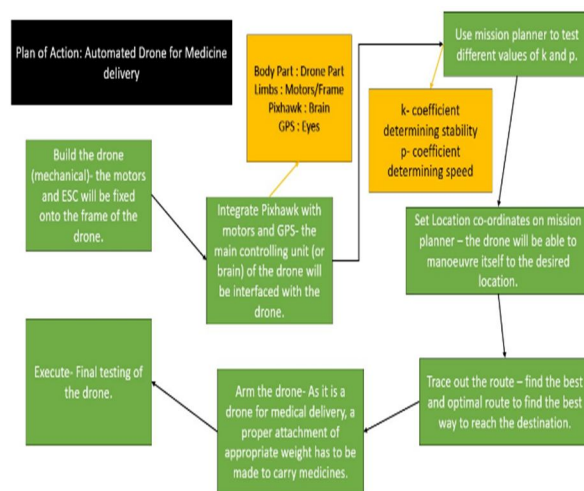 Plan of Action: Automated Drone for Medicine
delivery
Build the drone
(mechanical)- the motors
and ESC will be fixed
onto the frame of the
drone.
Body Part : Drone Part
Limbs : Motors/Frame
Pixhawk : Brain
GPS : Eyes
Integrate Pixhawk with
motors and GPS- the
main controlling unit (or
brain) of the drone will
be interfaced with the
drone.
Use mission planner to test
different values of k and p.
k- coefficient
determining stability
p- coefficient
determining speed
Set Location co-ordinates on mission
planner – the drone will be able to
manoeuvre itself to the desired
location.
Trace out the route – find the best
and optimal route to find the best
way to reach the destination.
Arm the drone- As it is a
drone for medical delivery, a
proper attachment of
appropriate weight has to be
made to carry medicines.
Execute- Final testing of
the drone.